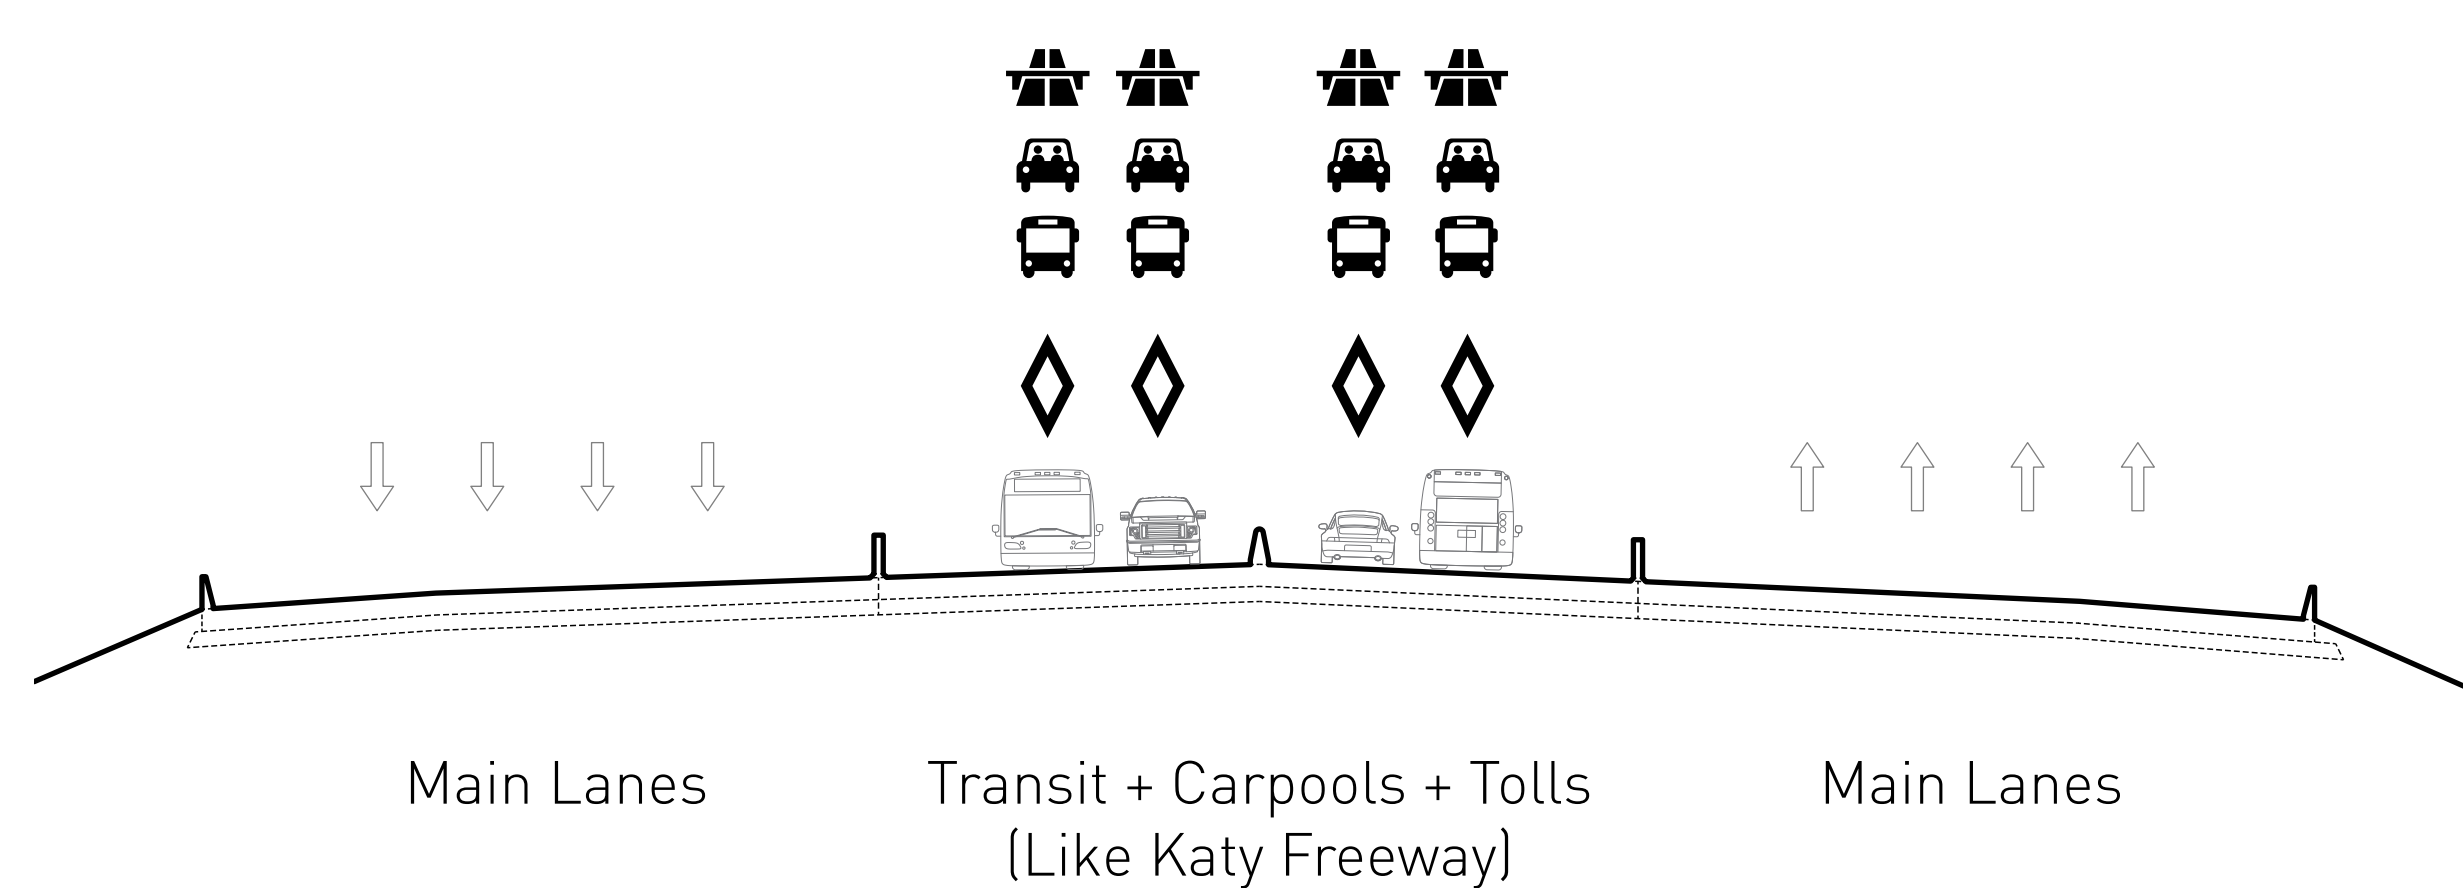 Main Lanes
Transit + Carpools + Tolls
(Like Katy Freeway)
Main Lanes